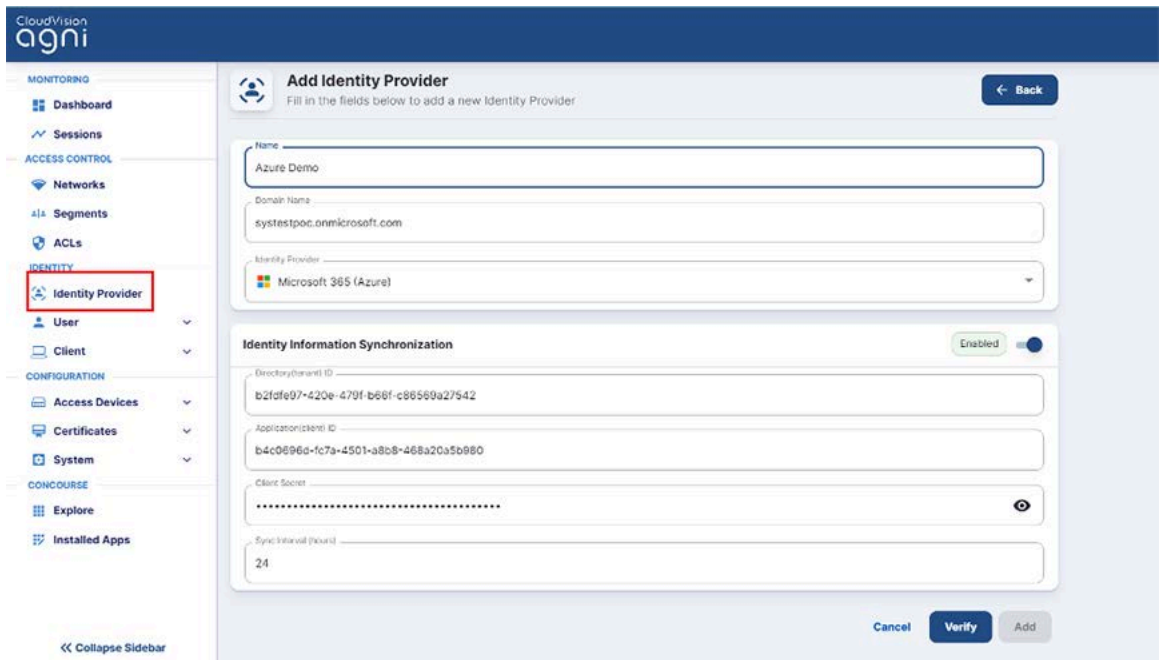 CloudVision
agni
MONITORING
Dashboard
Sessions
ACCESS CONTROL
Networks
Segments
ACLs
IDENTITY
Identity Provider
User
Client
CONFIGURATION
Access Devices
Certificates
System
CONCOURSE
Explore
Installed Apps
Collapse Sidebar
Add Identity Provider
Fill in the fields below to add a new Identity Provider
Back
Name
Azure Demo
Domain Name
systestpoc.onmicrosoft.com
Identity Provider
Microsoft 365 (Azure)
Identity Information Synchronization
Enabled
Directory(tenant) ID
b2fdfe97-420e-479f-b66f-c86569a27542
Application(client) ID
b4c0696d-fc7a-4501-a8b8-468a20a5b980
Client Secret
Sync Interval (hours)
24
Cancel
Verify
Add